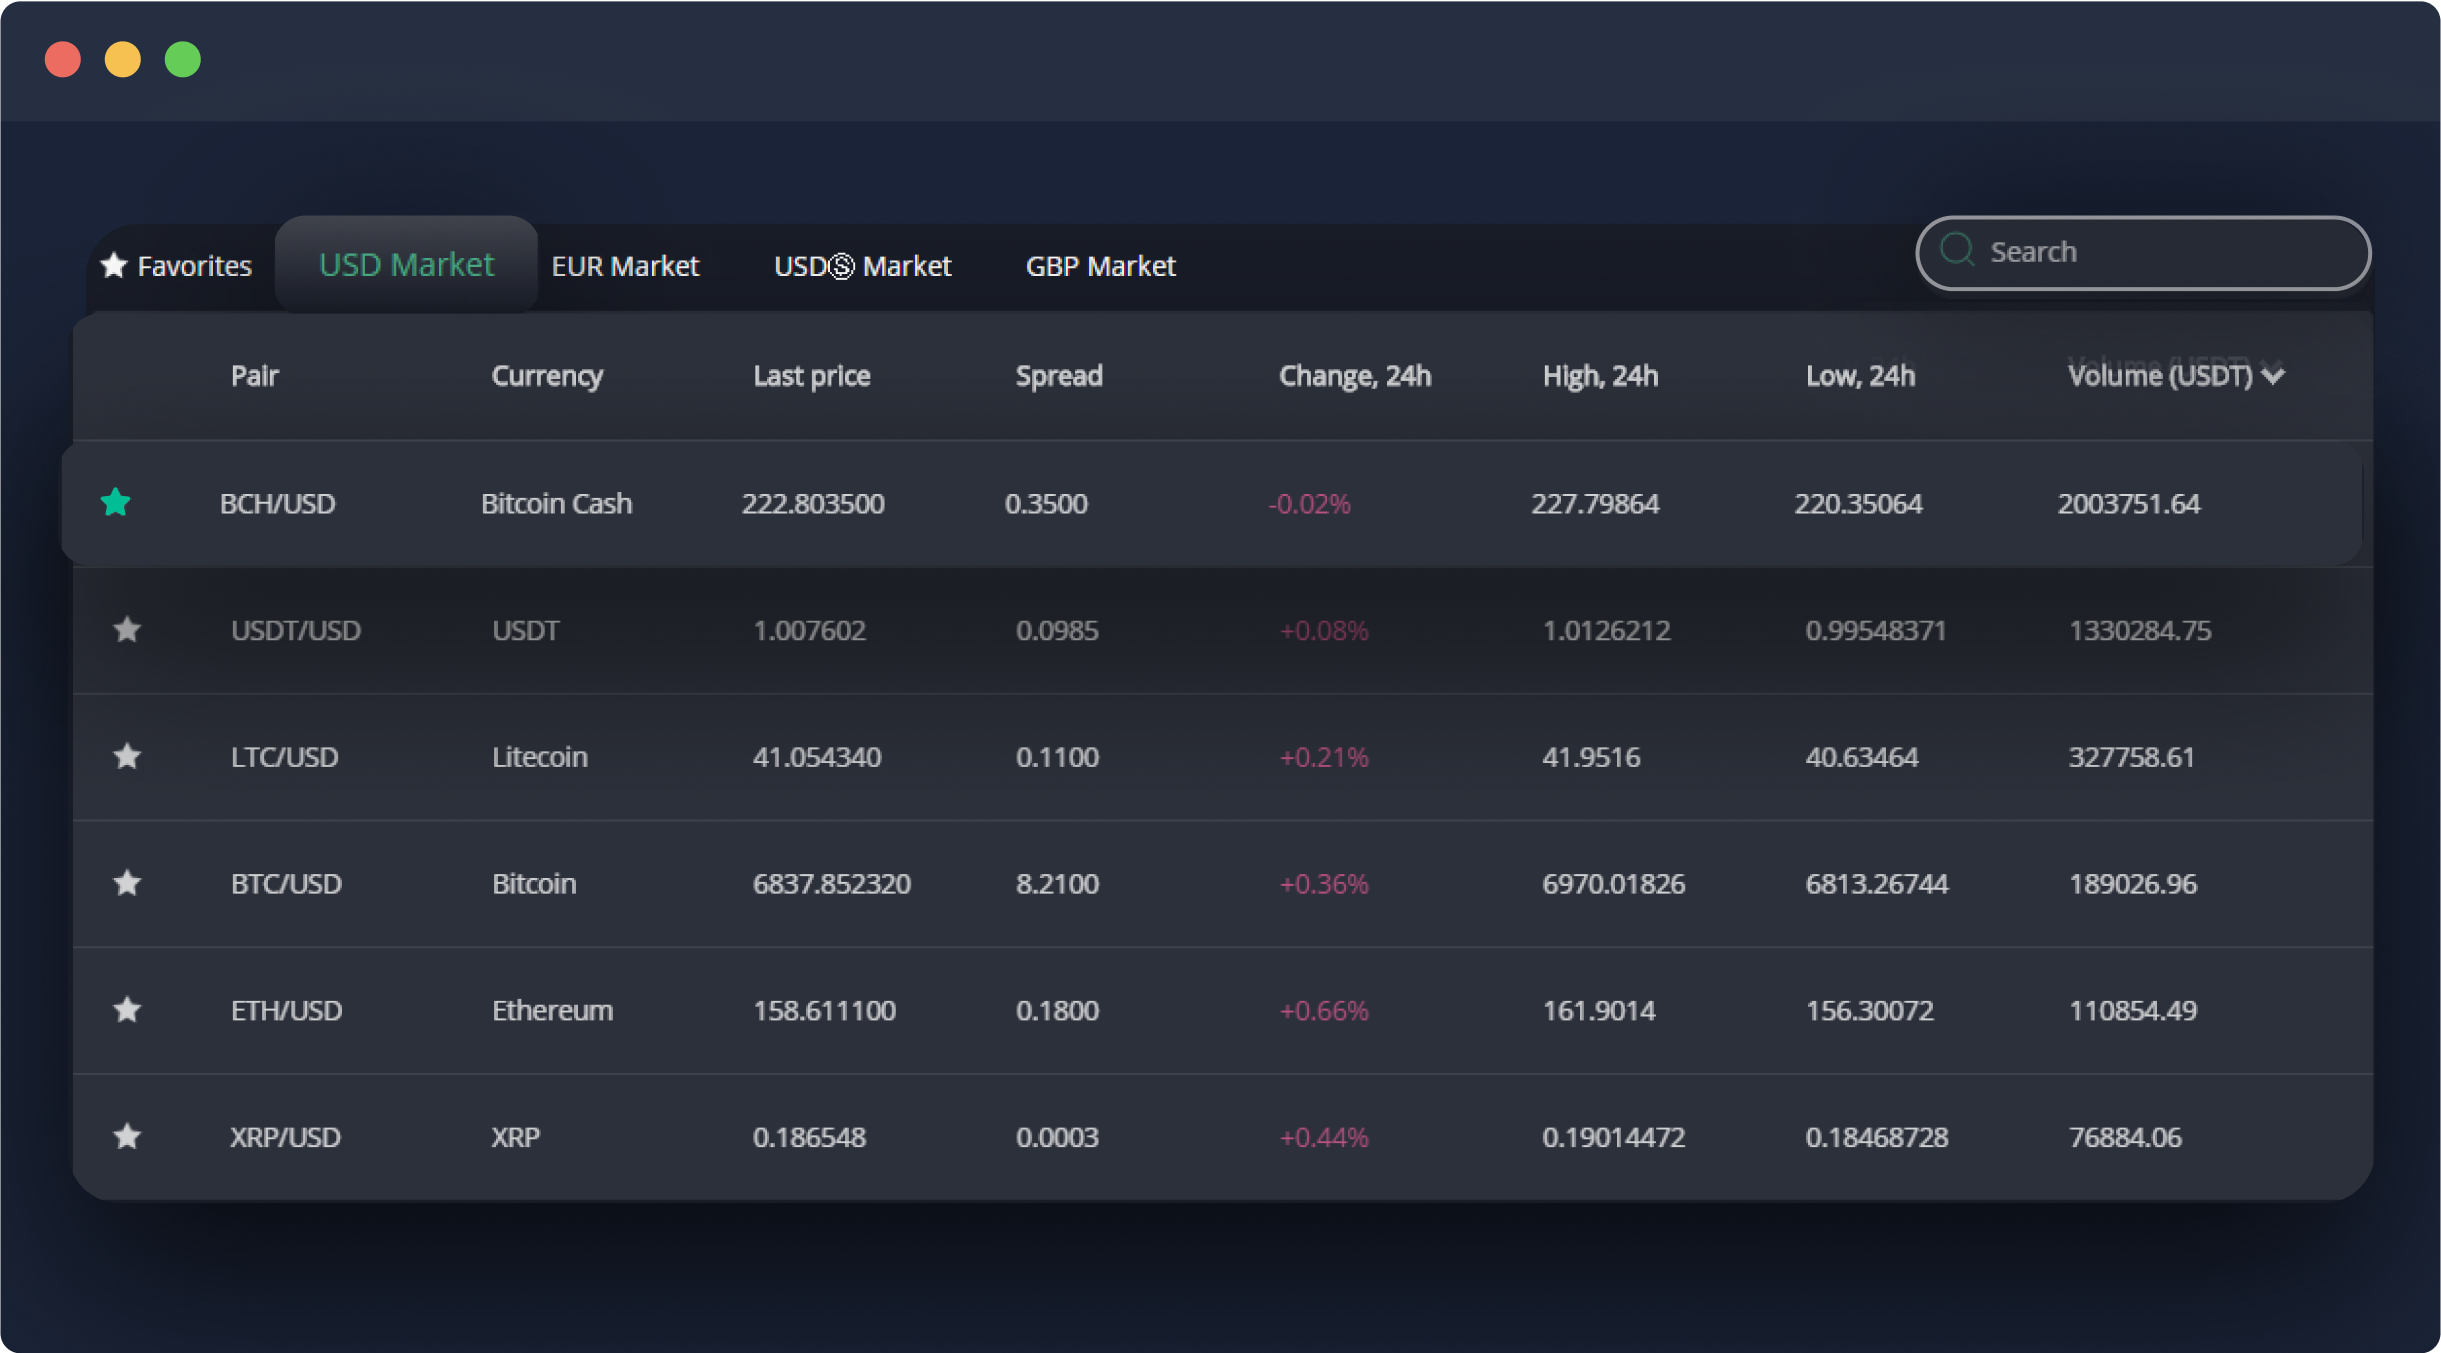 Favorites USD Market EUR Market USDⓈ Market GBP Market Search
Pair Currency Last price Spread Change, 24h High, 24h Low, 24h Volume (USDT)
BCH/USD Bitcoin Cash 222.803500 0.3500 -0.02% 227.79864 220.35064 2003751.64
USDT/USD USDT 1.007602 0.0985 +0.08% 1.0126212 0.99548371 1330284.75
LTC/USD Litecoin 41.054340 0.1100 +0.21% 41.9516 40.63464 327758.61
BTC/USD Bitcoin 6837.852320 8.2100 +0.36% 6970.01826 6813.26744 189026.96
ETH/USD Ethereum 158.611100 0.1800 +0.66% 161.9014 156.30072 110854.49
XRP/USD XRP 0.186548 0.0003 +0.44% 0.19014472 0.18468728 76884.06